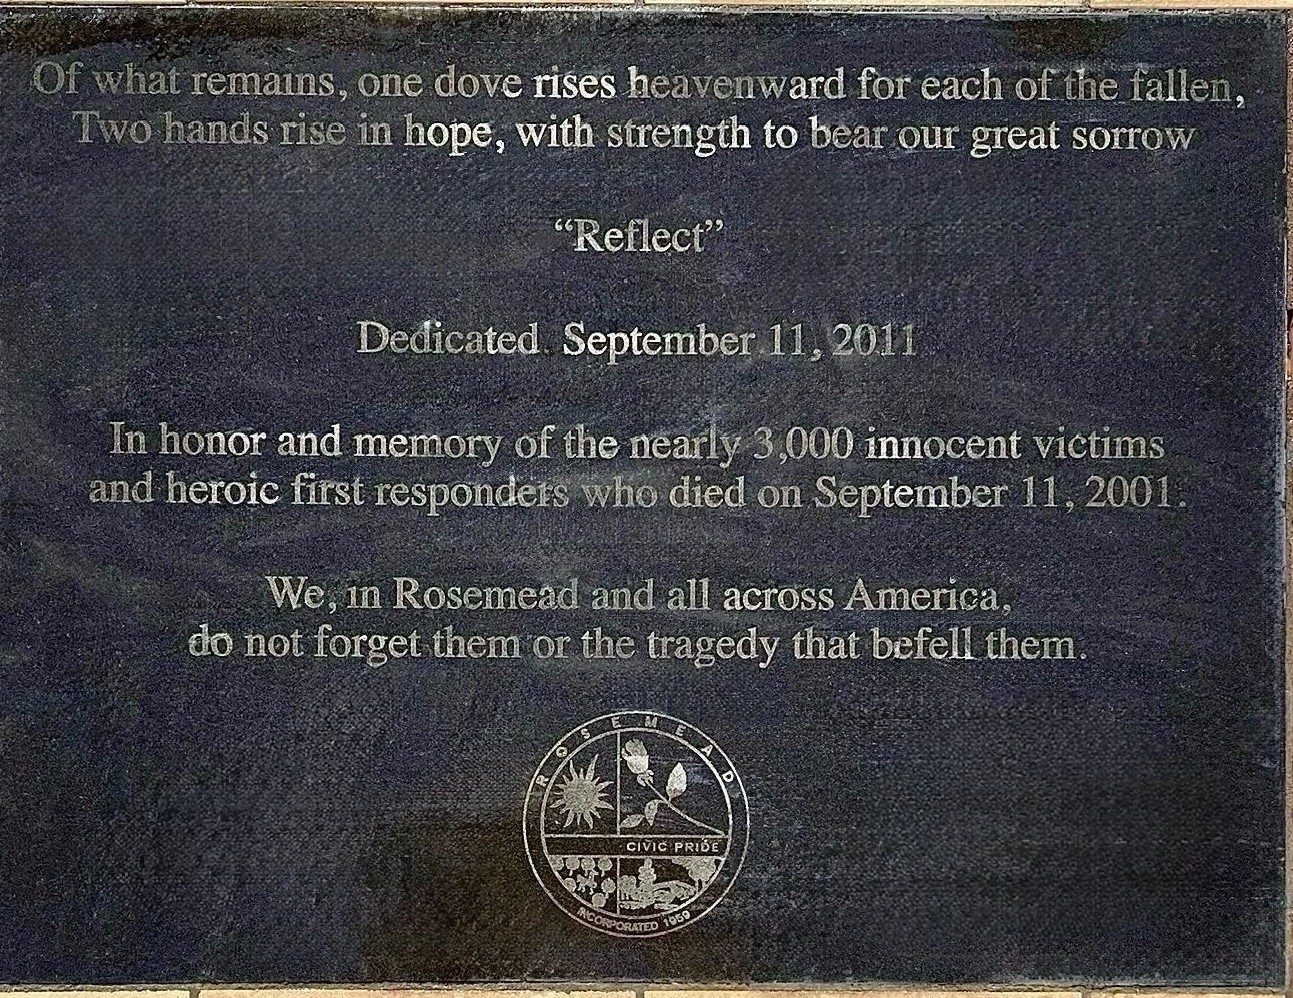 Of what remains, one dove rises heavenward for each of the fallen,
Two hands rise in hope, with strength to bear our great sorrow
“Reflect”
Dedicated September 11, 2011
In honor and memory of the nearly 3,000 innocent victims
and heroic first responders who died on September 11, 2001.
We, in Rosemead and all across America,
do not forget them or the tragedy that befell them.
ROSEMEAD
CIVIC PRIDE
INCORPORATED 1959